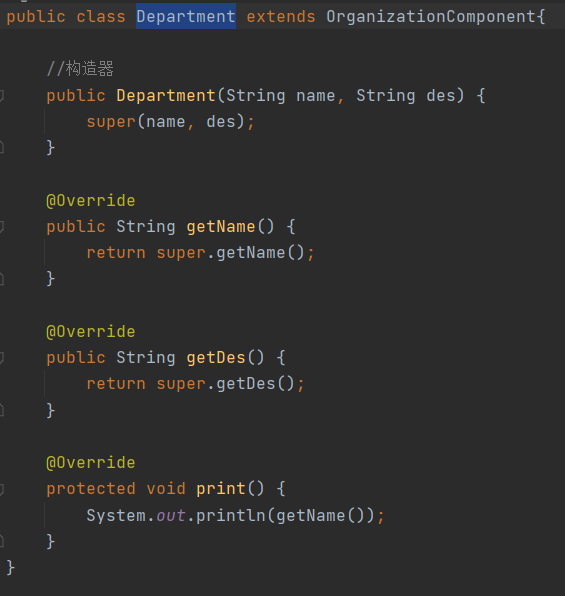 public class Department extends OrganizationComponent{
//构造器
public Department(String name, String des) {
super(name, des);
}
@Override
public String getName() {
return super.getName();
}
@Override
public String getDes() {
return super.getDes();
}
@Override
protected void print() {
System.out.println(getName());
}
}